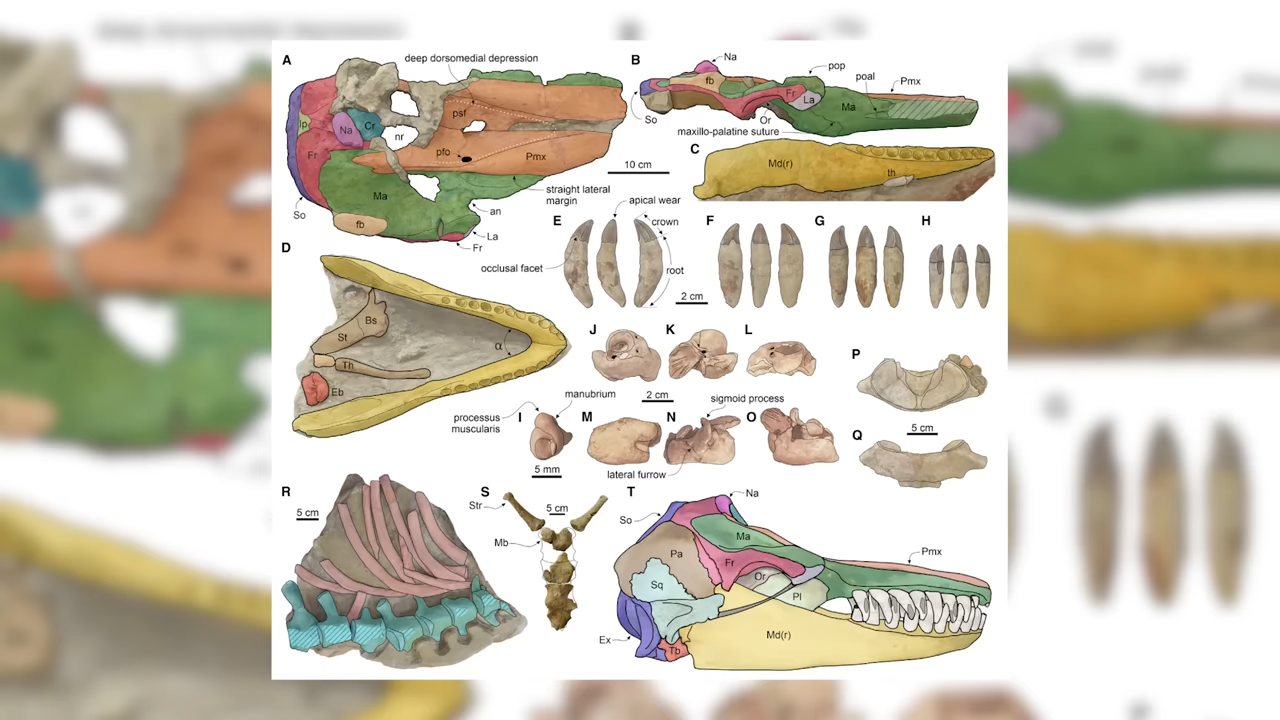 A
deep dorsomedial depression
Ip
Na
Cr
nr
psf
pfo
Pmx
Fr
Ma
fb
So
10 cm
straight lateral
margin
an
La
Fr
B
Na
pop
fb
Fr
La
Ma
poal
Pmx
So
Or
maxillo-palatine suture
C
Md(r)
th
D
St
Bs
Th
Eb
α
E
apical wear
crown
occlusal facet
root
2 cm
F
G
H
J
K
L
2 cm
manubrium
processus
muscularis
I
5 mm
M
N
sigmoid process
lateral furrow
O
P
5 cm
Q
R
5 cm
S
Str
5 cm
Mb
T
Na
So
Pa
Ma
Fr
Or
Sq
Pl
Pmx
Ex
Tb
Md(r)